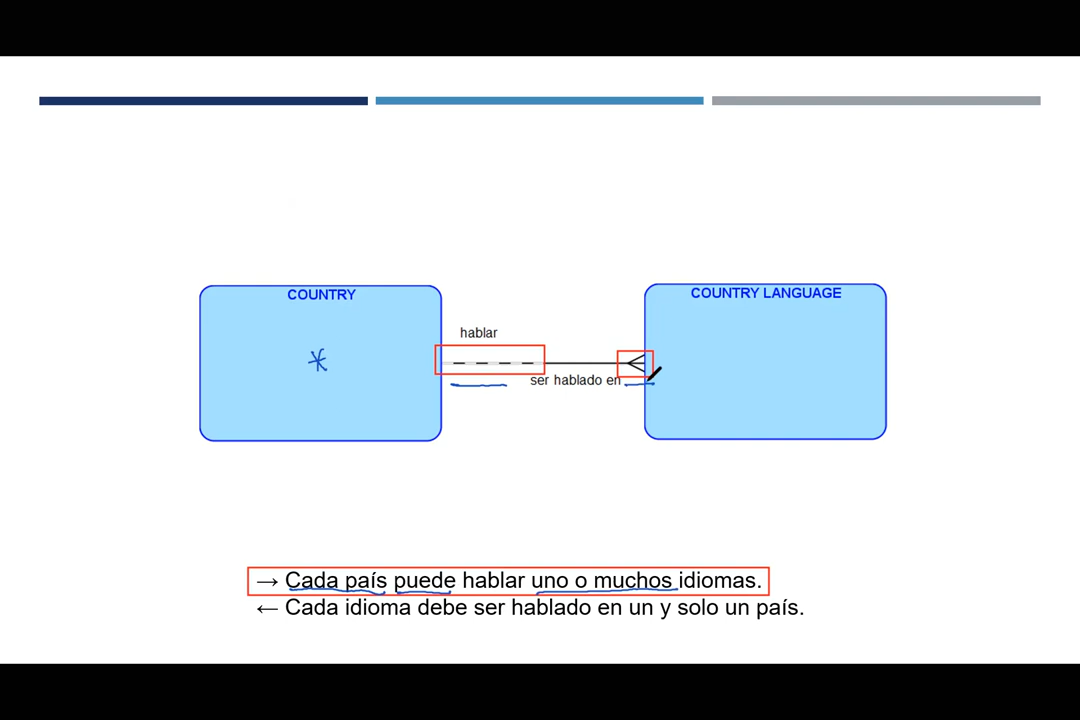 COUNTRY
COUNTRY LANGUAGE
hablar
ser hablado en
→ Cada país puede hablar uno o muchos idiomas.
← Cada idioma debe ser hablado en un y solo un país.